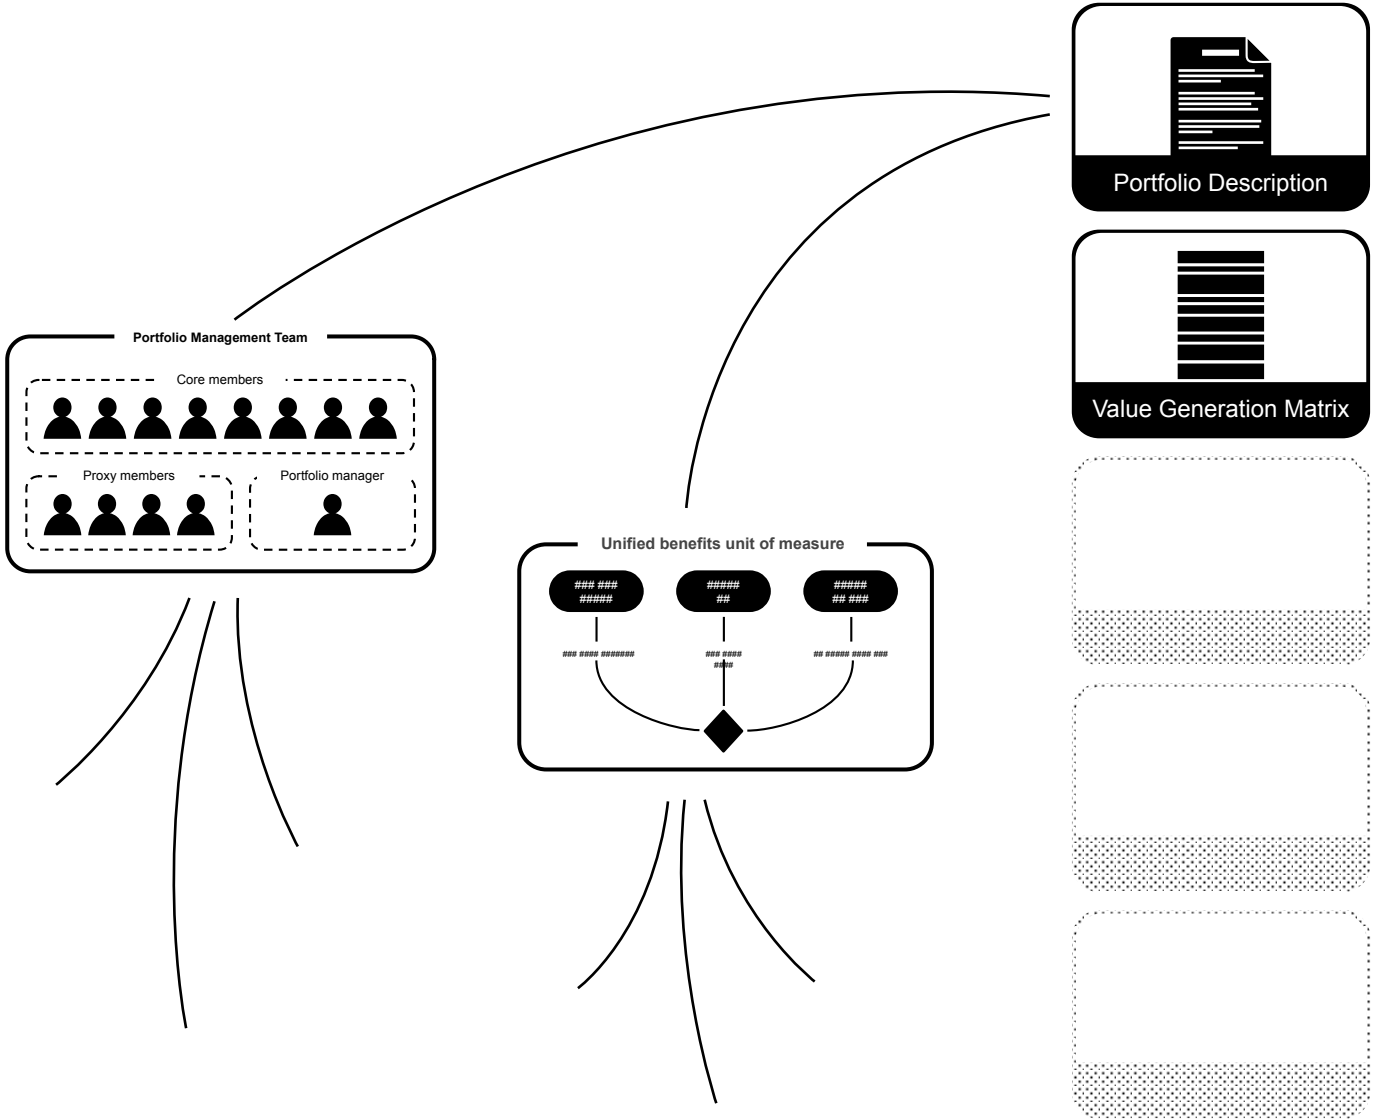 Portfolio Description
Value Generation Matrix
Portfolio Management Team
Core members
Proxy members
Portfolio manager
Unified benefits unit of measure
### ###
#####
#####
##
#####
## ###
### #### #######
### ####
####
## ##### #### ###